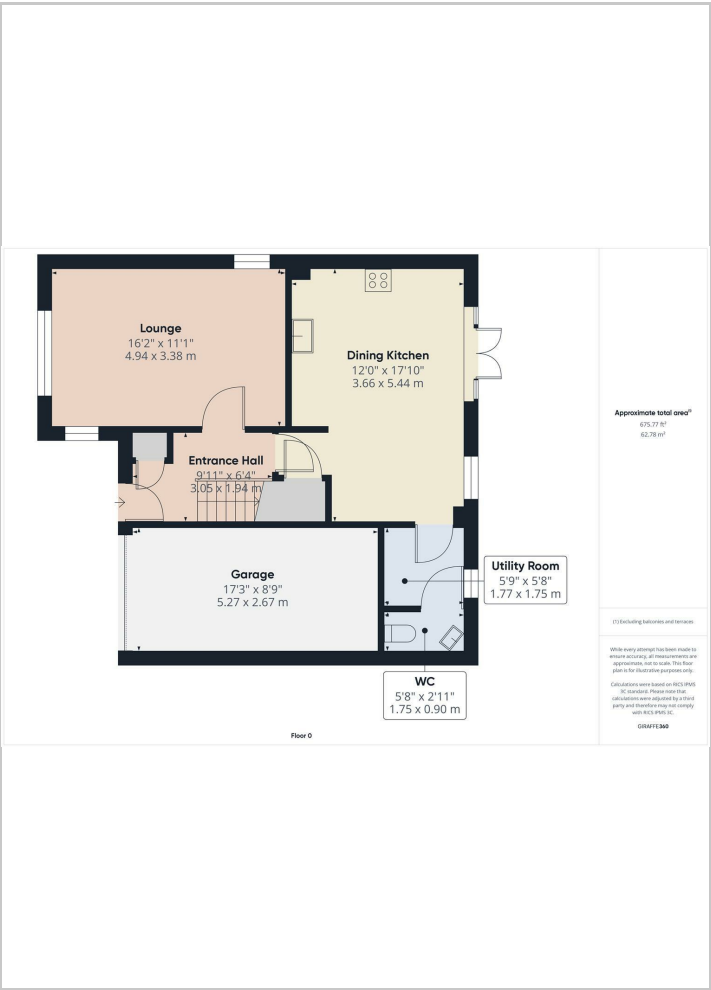 Lounge
16'2" x 11'1"
4.94 x 3.38 m
Dining Kitchen
12'0" x 17'10"
3.66 x 5.44 m
Entrance Hall
9'11" x 6'4"
3.05 x 1.94 m
Garage
17'3" x 8'9"
5.27 x 2.67 m
Utility Room
5'9" x 5'8"
1.77 x 1.75 m
WC
5'8" x 2'11"
1.75 x 0.90 m
Floor 0
Approximate total area⁽¹⁾
675.77 ft²
62.78 m²
(1) Excluding balconies and terraces
While every attempt has been made to
ensure accuracy, all measurements are
approximate, not to scale. This floor
plan is for illustrative purposes only.
Calculations were based on RICS IPMS
3C standard. Please note that
calculations were adjusted by a third
party and therefore may not comply
with RICS IPMS 3C.
GIRAFFE360